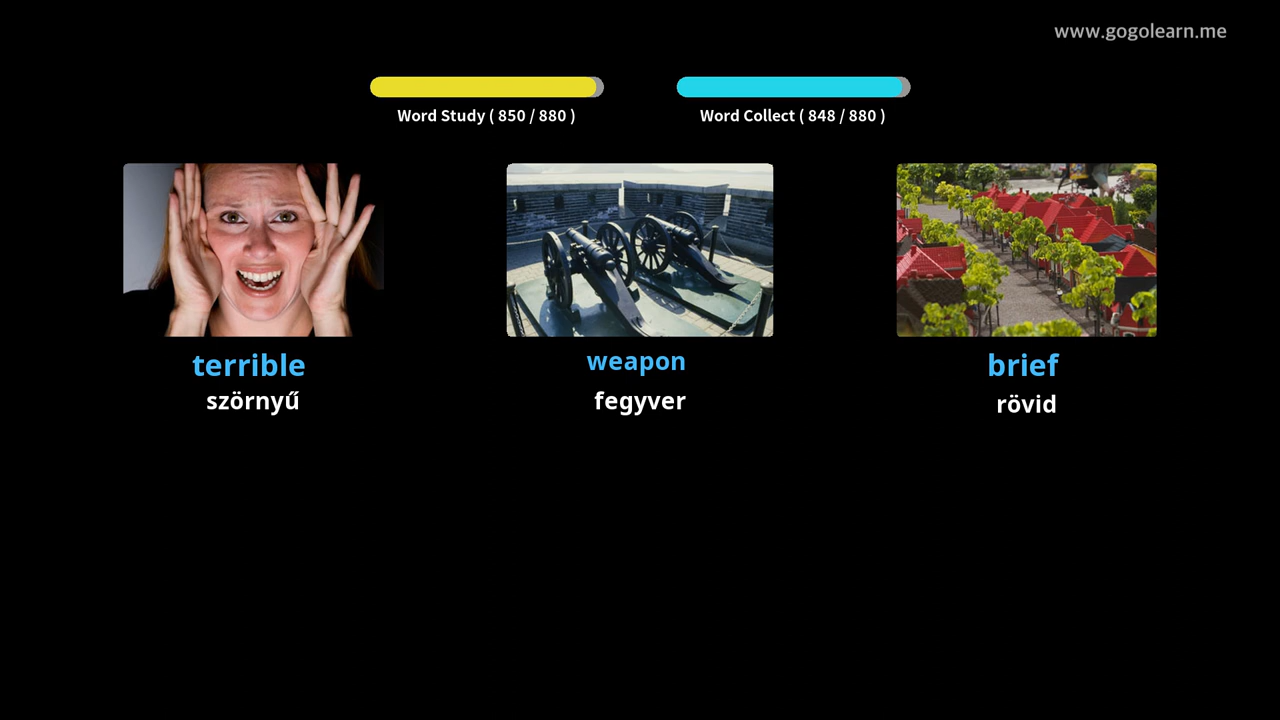 www.gogolearn.me
Word Study ( 850 / 880 )
Word Collect ( 848 / 880 )
terrible
szörnyű
weapon
fegyver
brief
rövid